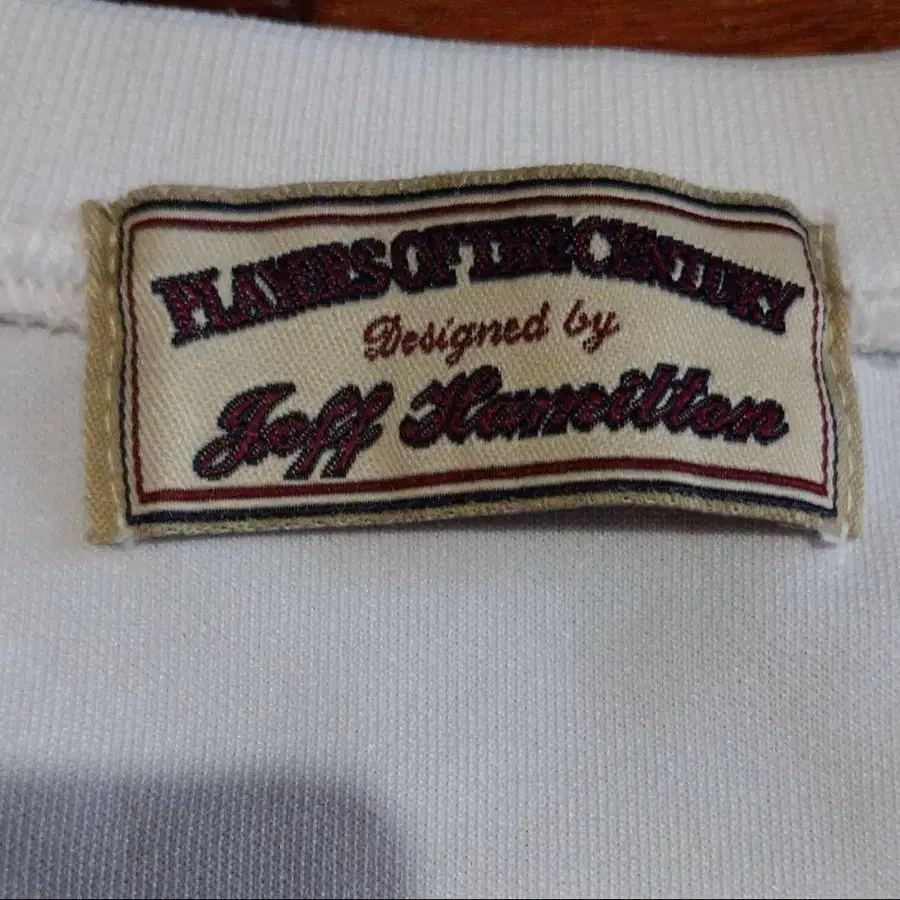 PLAYERS OF THE CENTURY
Designed by
Jeff Hamilton